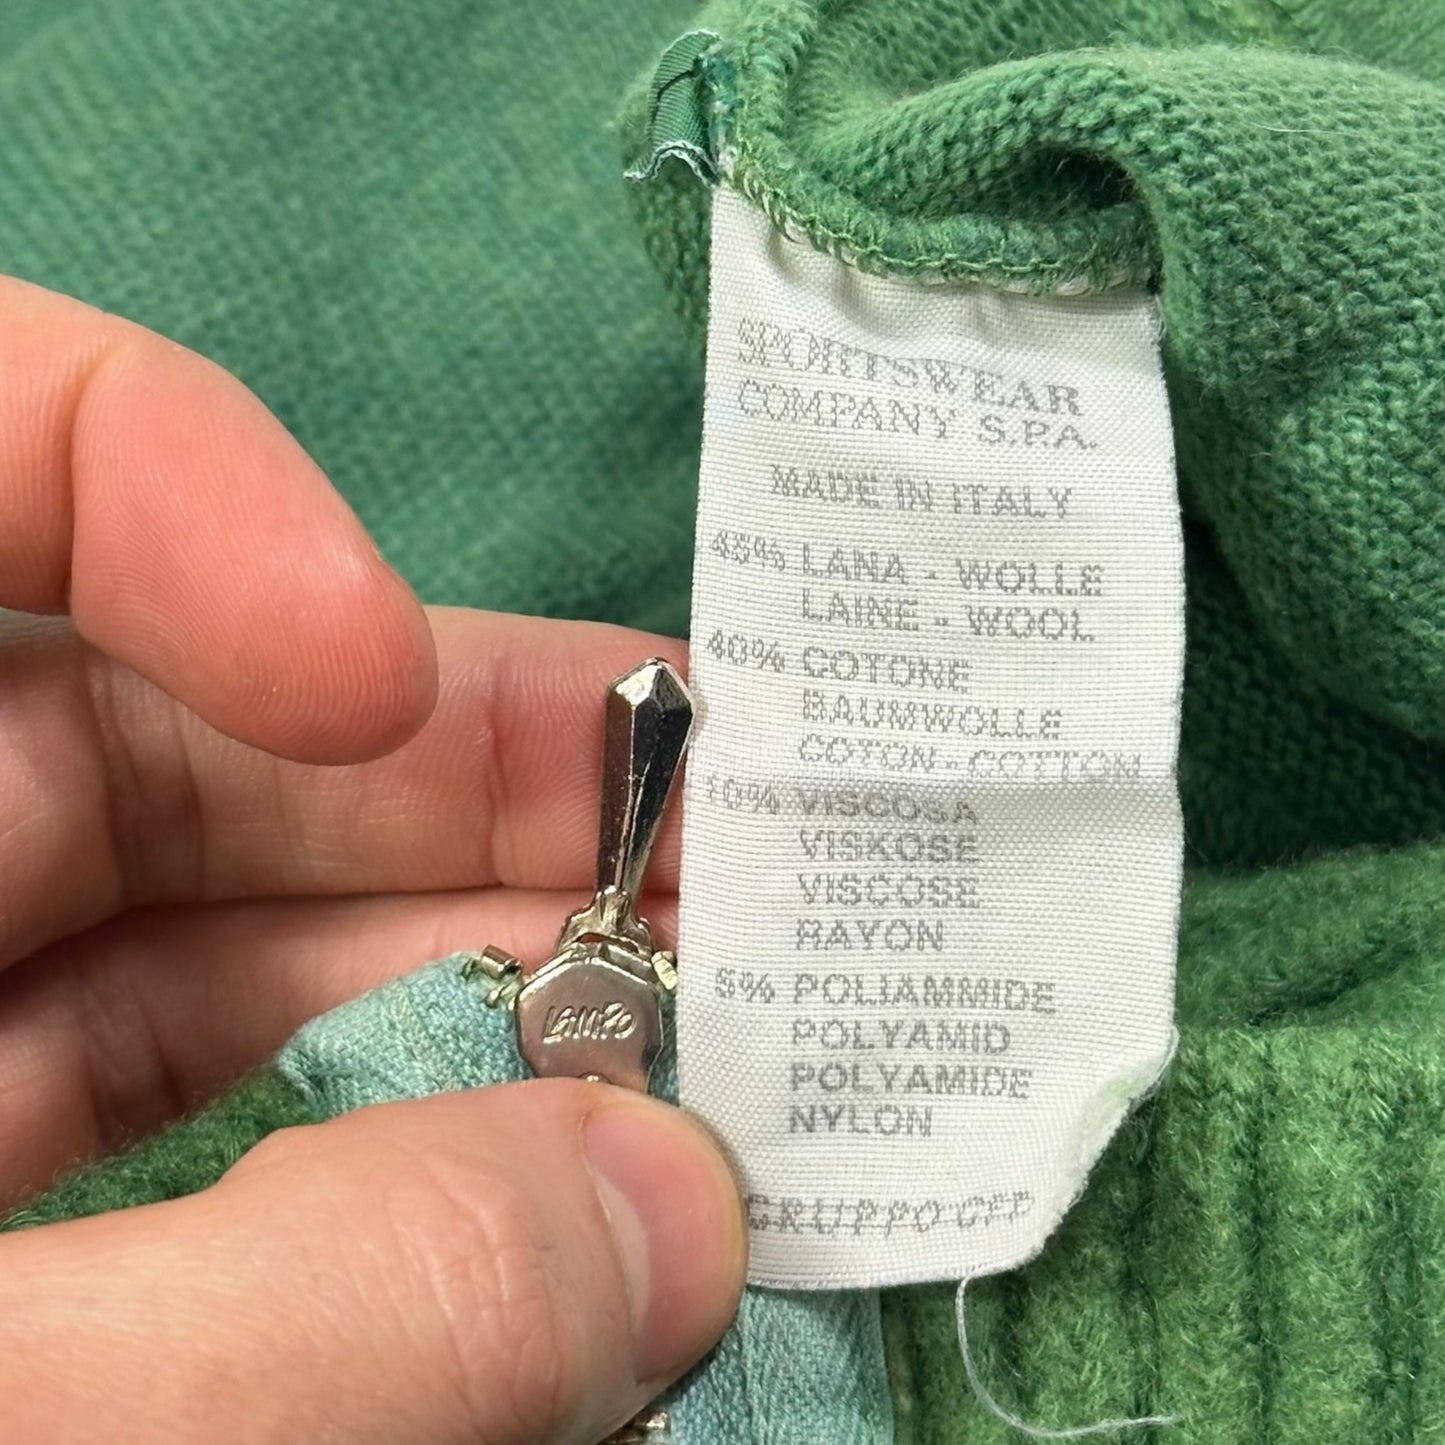 SPORTSWEAR
COMPANY S.P.A.
MADE IN ITALY
45% LANA - WOLLE
LAINE - WOOL
40% COTONE
BAUMWOLLE
COTON - COTTON
10% VISCOSA
VISKOSE
VISCOSE
RAYON
5% POLIAMMIDE
POLYAMID
POLYAMIDE
NYLON
GRUPPO GFP
LAMPO